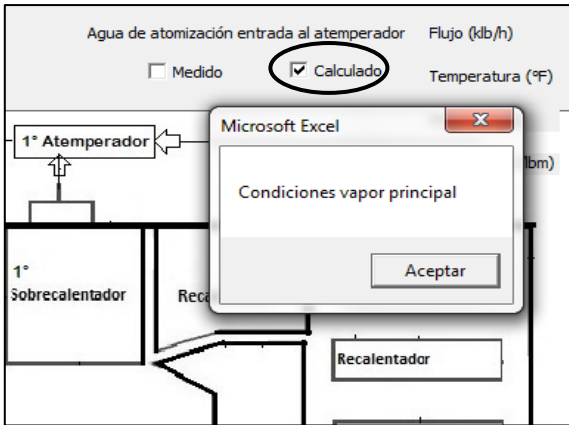 Agua de atomización entrada al atemperador Flujo (klb/h)
Medido Calculado Temperatura (ºF)
Microsoft Excel
1° Atemperador
lbm)
Condiciones vapor principal
Aceptar
1°
Sobrecalentador
Reca
Recalentador